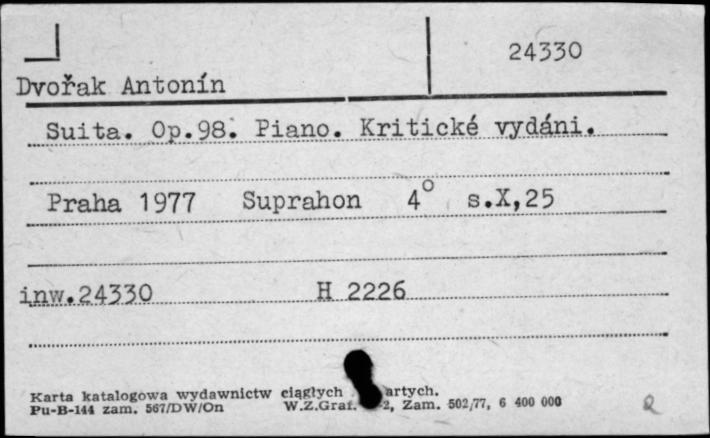 24330
Dvořak Antonín
Suita. Op.98. Piano. Kritické vydáni.
Praha 1977 Suprahon 4° s.X,25
inw.24330 H 2226
Karta katalogowa wydawnictw ciągłych artych.
Pu-B-144 zam. 567/DW/On W.Z.Graf. -2, Zam. 502/77, 6 400 000